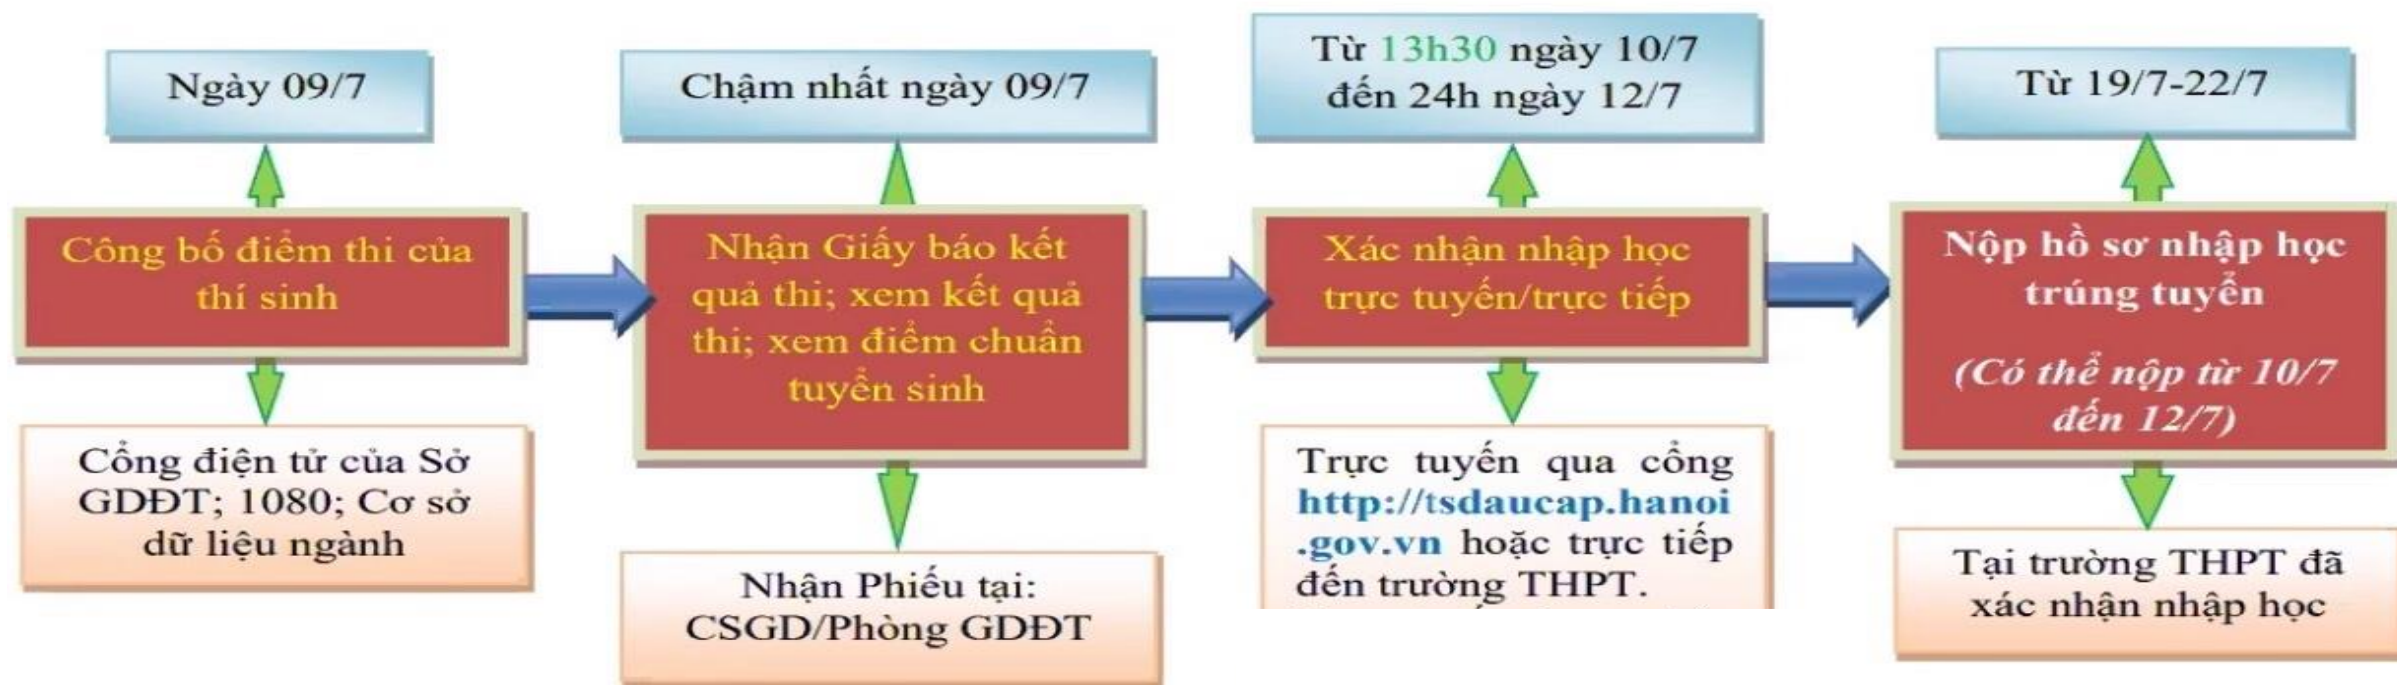 Ngày 09/7
Công bố điểm thi của
thí sinh
Cổng điện tử của Sở
GDĐT; 1080; Cơ sở
dữ liệu ngành
Chậm nhất ngày 09/7
Nhận Giấy báo kết
quả thi; xem kết quả
thi; xem điểm chuẩn
tuyển sinh
Nhận Phiếu tại:
CSGD/Phòng GDĐT
Từ 13h30 ngày 10/7
đến 24h ngày 12/7
Xác nhận nhập học
trực tuyến/trực tiếp
Trực tuyến qua cổng
http://tsdaucap.hanoi
.gov.vn hoặc trực tiếp
đến trường THPT.
Từ 19/7-22/7
Nộp hồ sơ nhập học
trúng tuyển
(Có thể nộp từ 10/7
đến 12/7)
Tại trường THPT đã
xác nhận nhập học